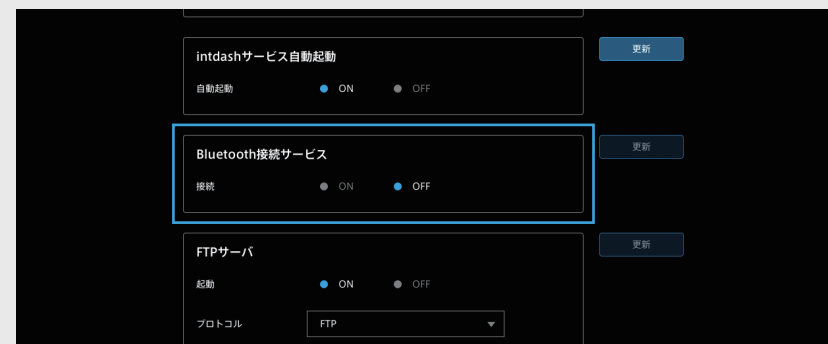 intdashサービス自動起動
更新
自動起動 ON OFF
Bluetooth接続サービス
更新
接続 ON OFF
FTPサーバ
更新
起動 ON OFF
プロトコル FTP